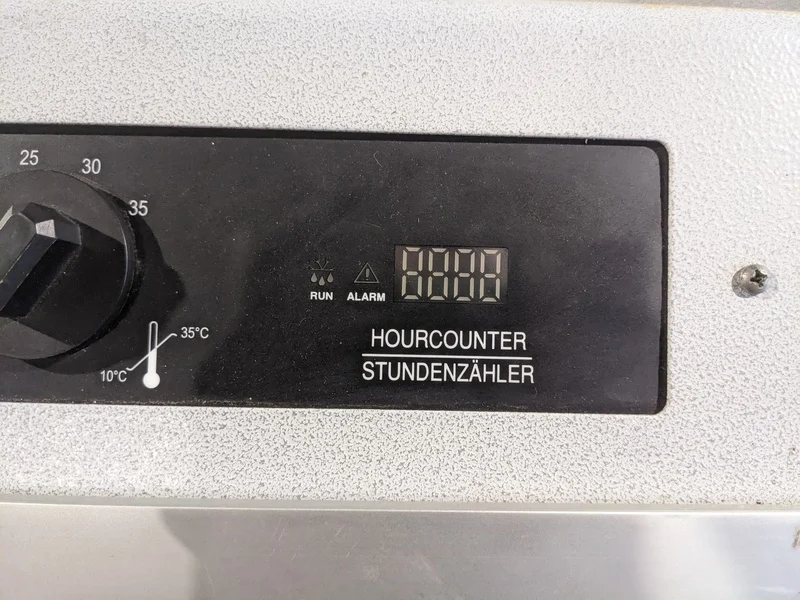 25
30
35
35°C
10°C
RUN ALARM
HOURCOUNTER
STUNDENZÄHLER